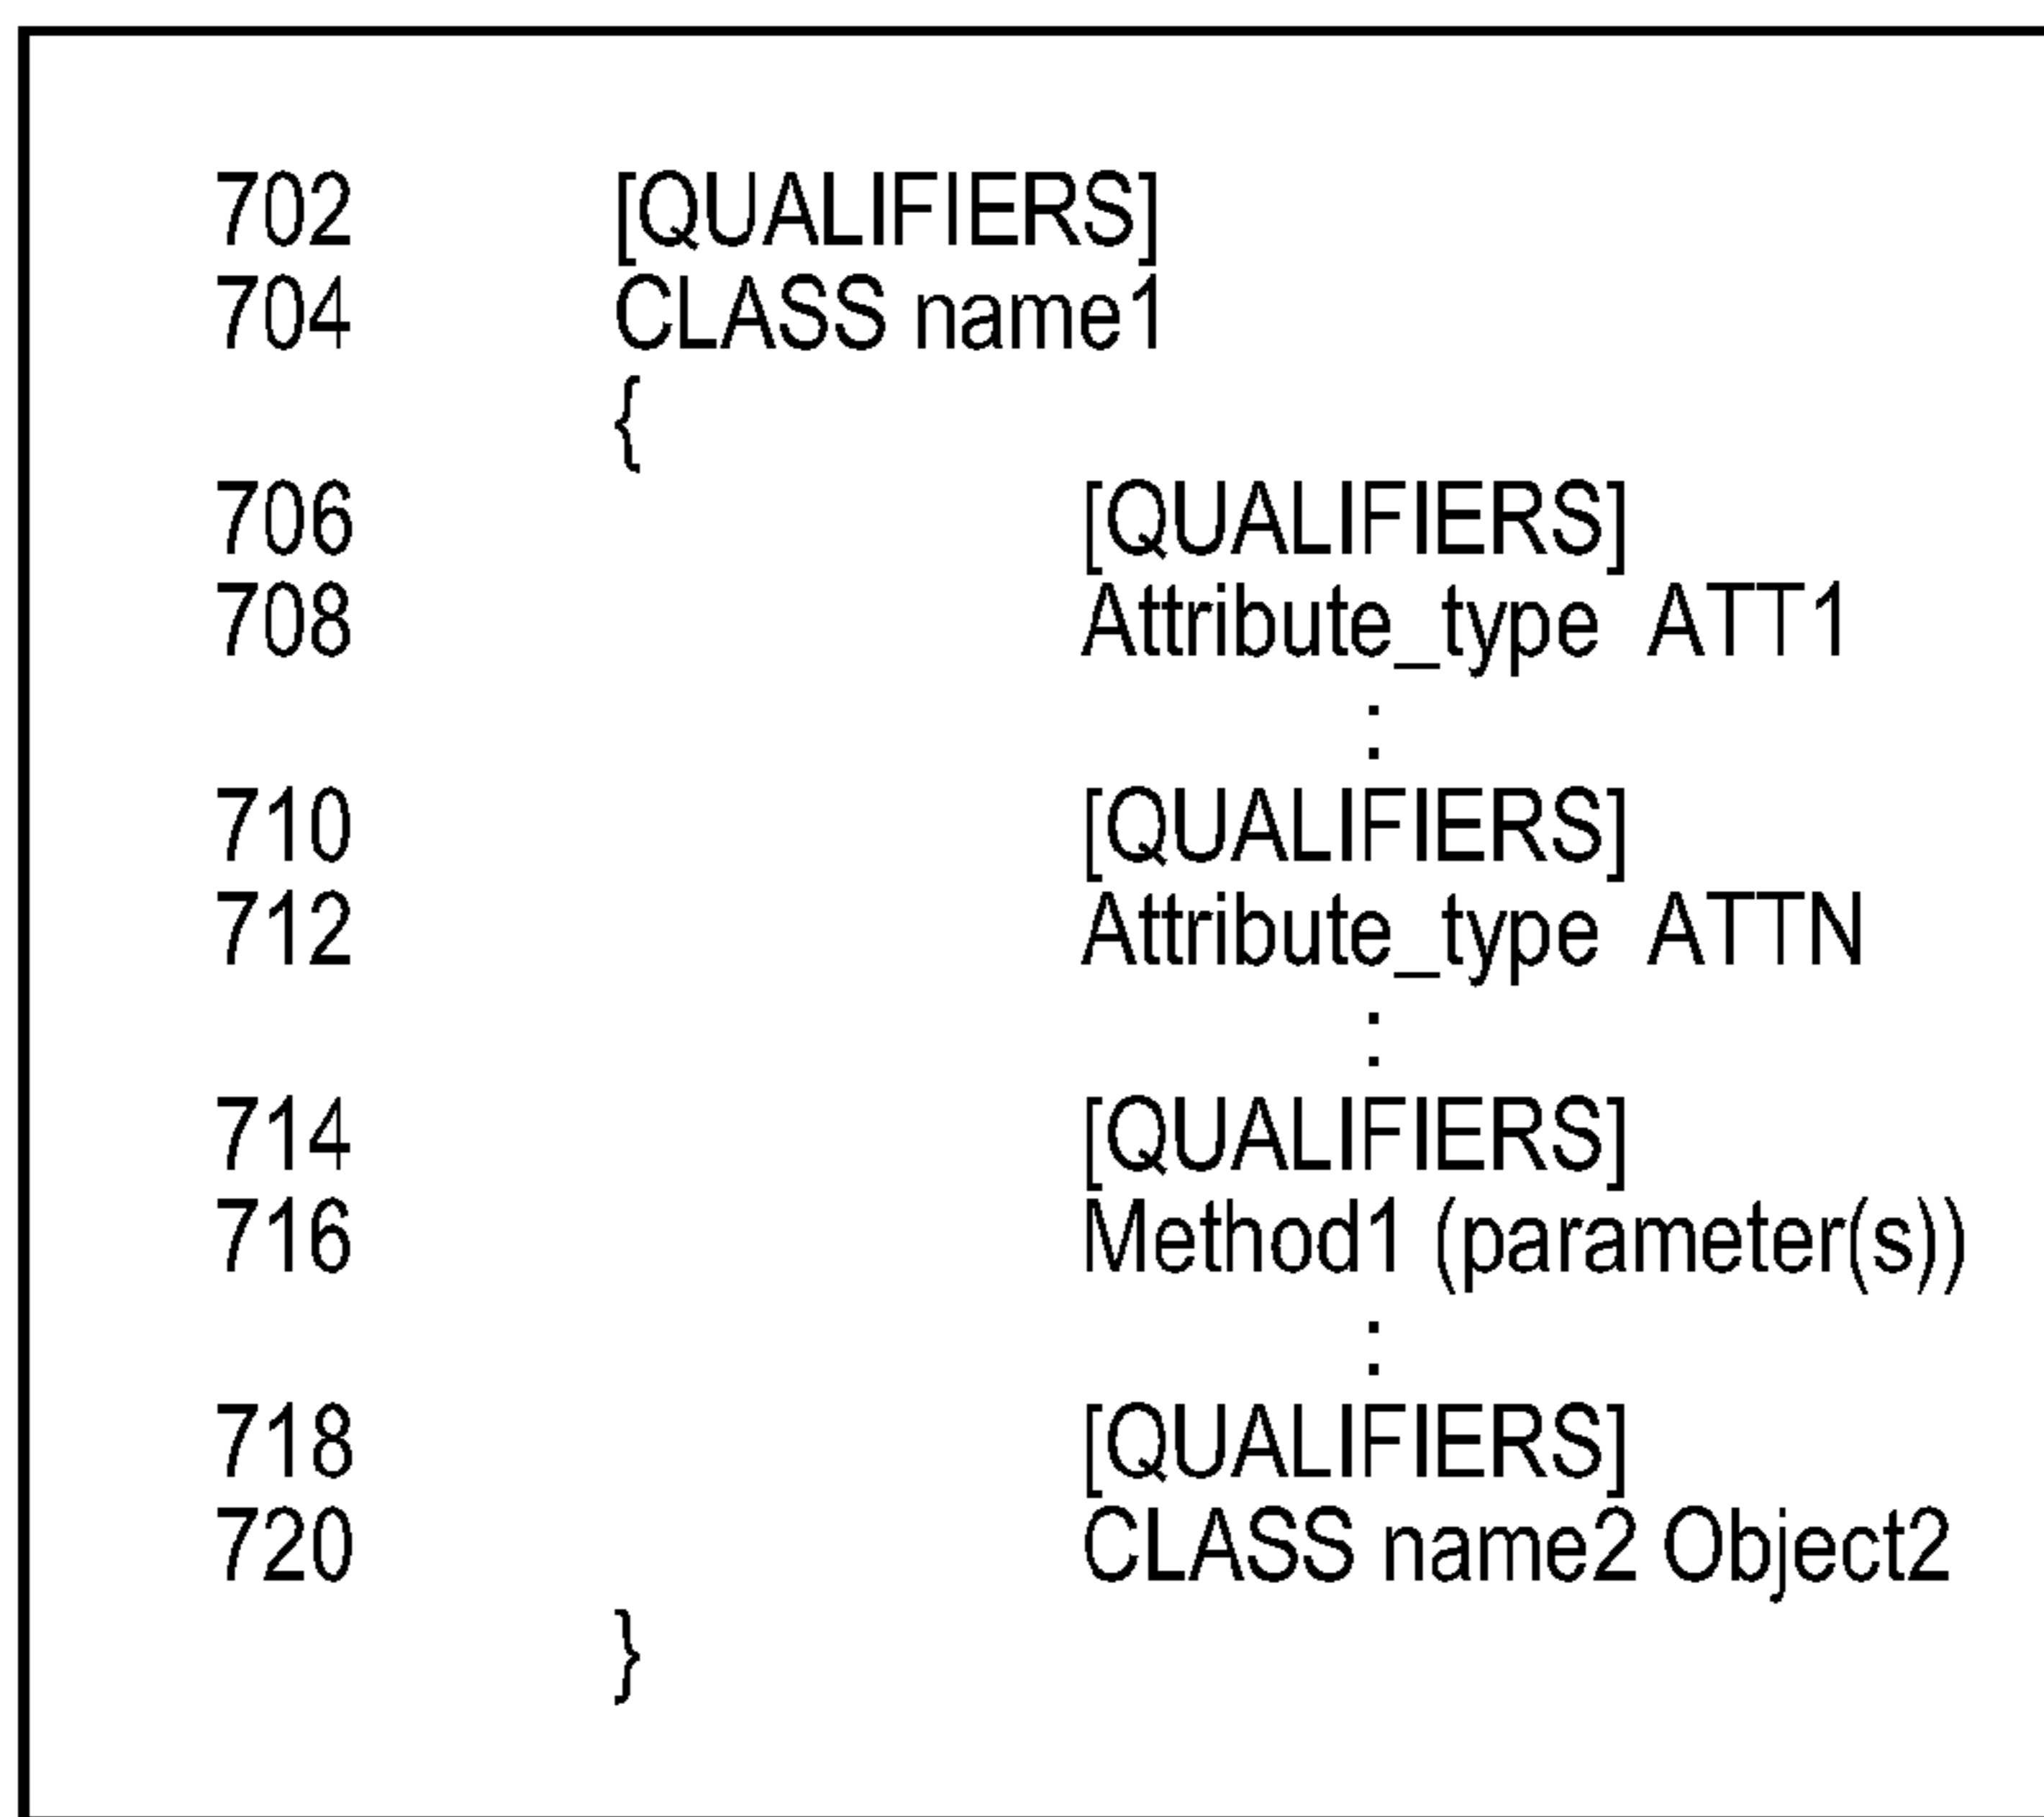 702 [QUALIFIERS]
704 CLASS name1
{
706 [QUALIFIERS]
708 Attribute_type ATT1
:
710 [QUALIFIERS]
712 Attribute_type ATTN
:
714 [QUALIFIERS]
716 Method1 (parameter(s))
:
718 [QUALIFIERS]
720 CLASS name2 Object2
}